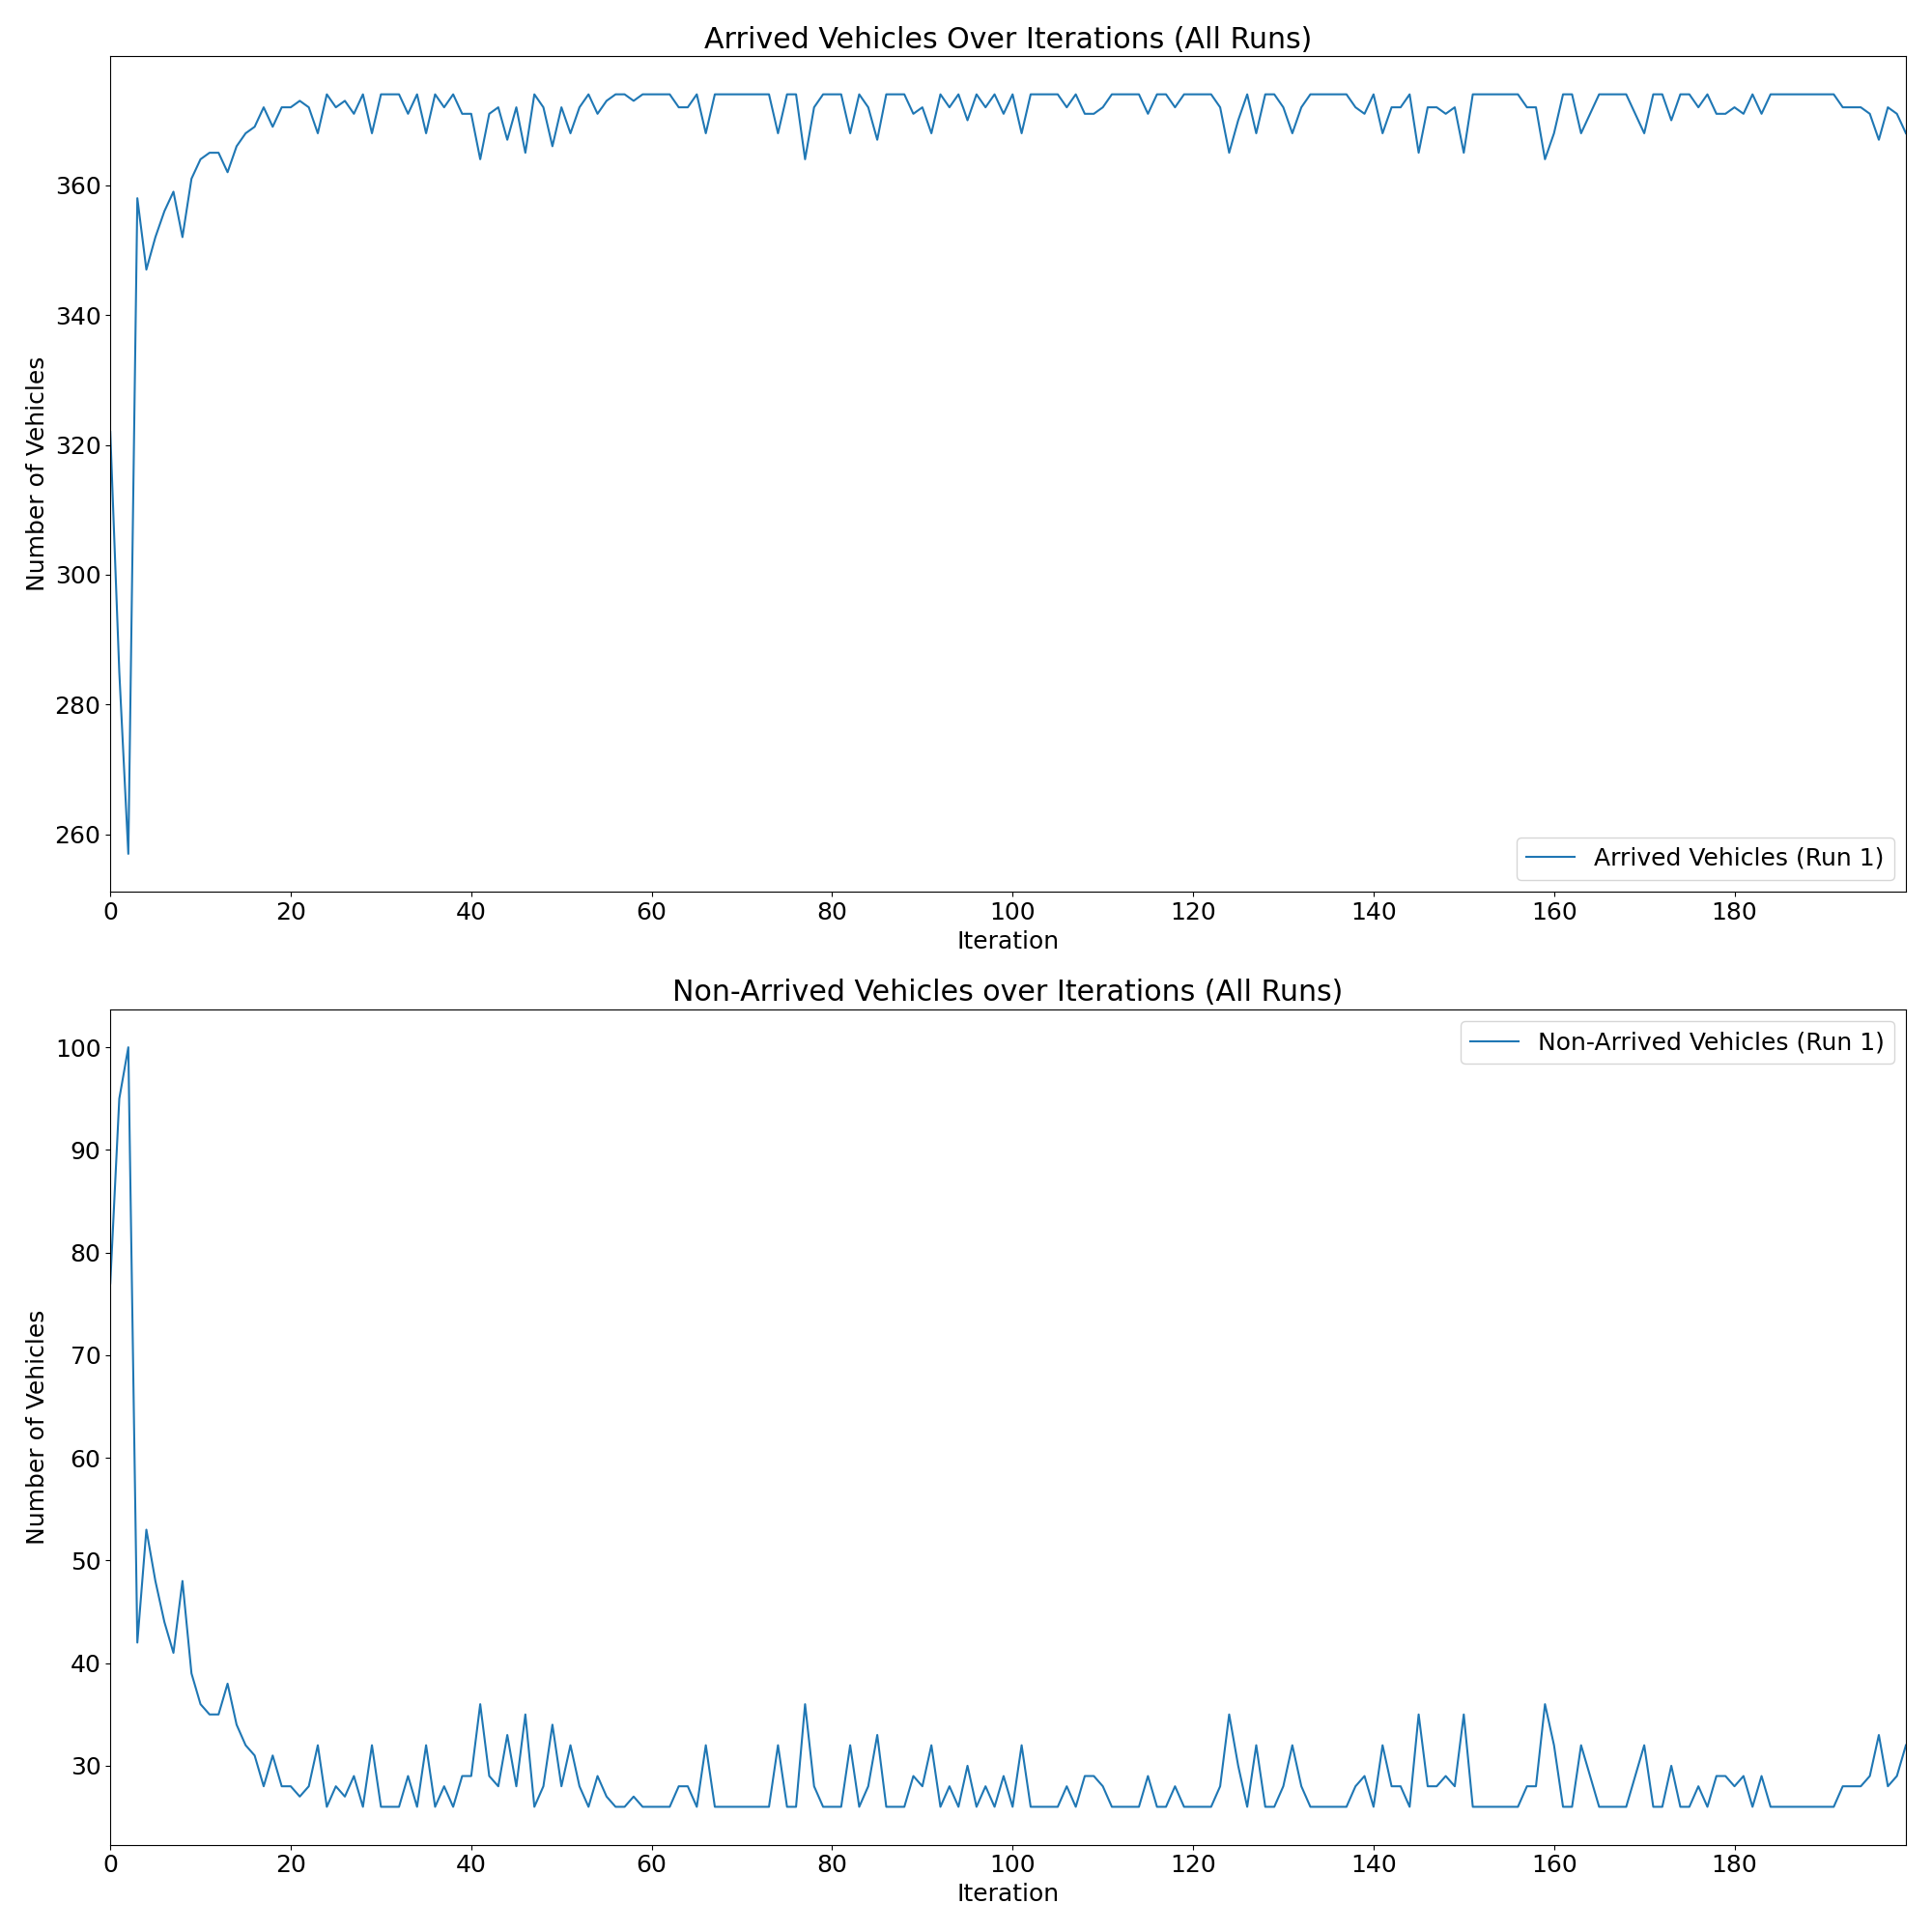 Arrived Vehicles Over Iterations (All Runs)
Number of Vehicles
360
340
320
300
280
260
Arrived Vehicles (Run 1)
0 20 40 60 80 100 120 140 160 180
Iteration
Non-Arrived Vehicles over Iterations (All Runs)
Number of Vehicles
100
90
80
70
60
50
40
30
Non-Arrived Vehicles (Run 1)
0 20 40 60 80 100 120 140 160 180
Iteration